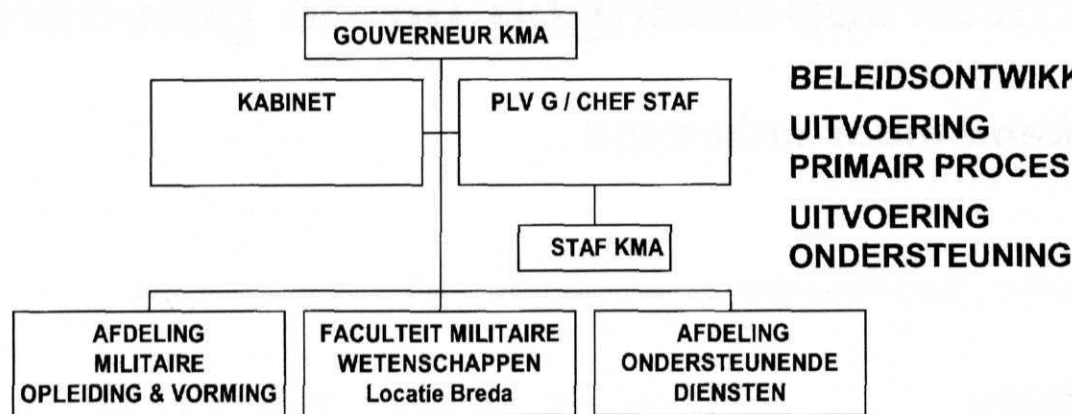 GOUVERNEUR KMA
KABINET
PLV G / CHEF STAF
STAF KMA
AFDELING
MILITAIRE
OPLEIDING & VORMING
FACULTEIT MILITAIRE
WETENSCHAPPEN
Locatie Breda
AFDELING
ONDERSTEUNENDE
DIENSTEN
BELEIDSONTWIKK
UITVOERING
PRIMAIR PROCES
UITVOERING
ONDERSTEUNING